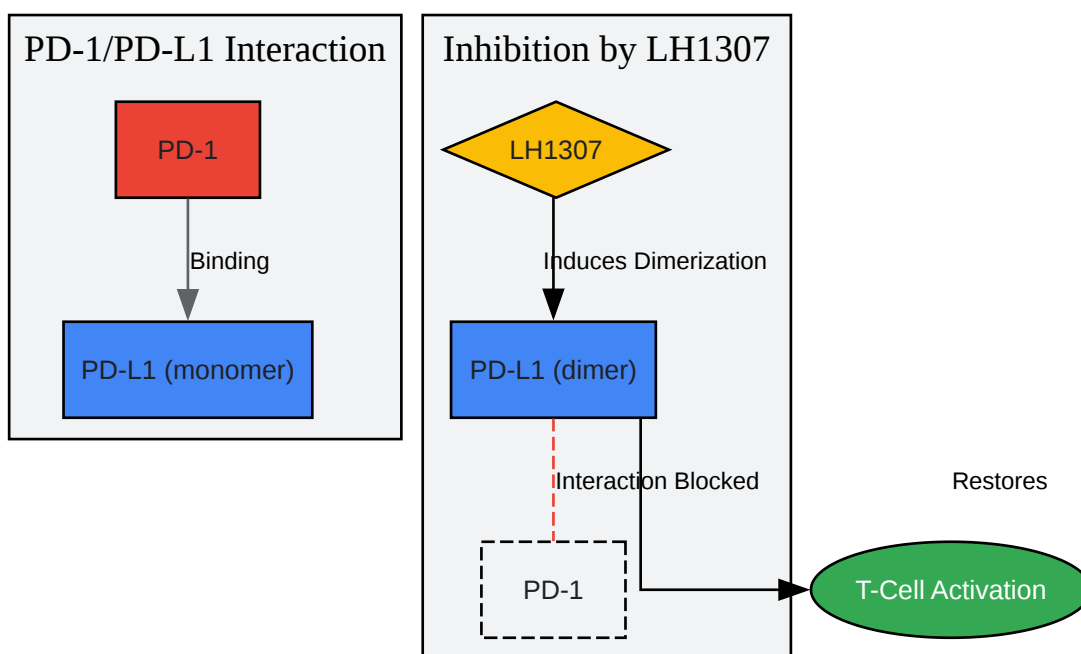 PD-1/PD-L1 Interaction
PD-1
Binding
PD-L1 (monomer)
Inhibition by LH1307
LH1307
Induces Dimerization
PD-L1 (dimer)
Interaction Blocked
PD-1
Restores
T-Cell Activation